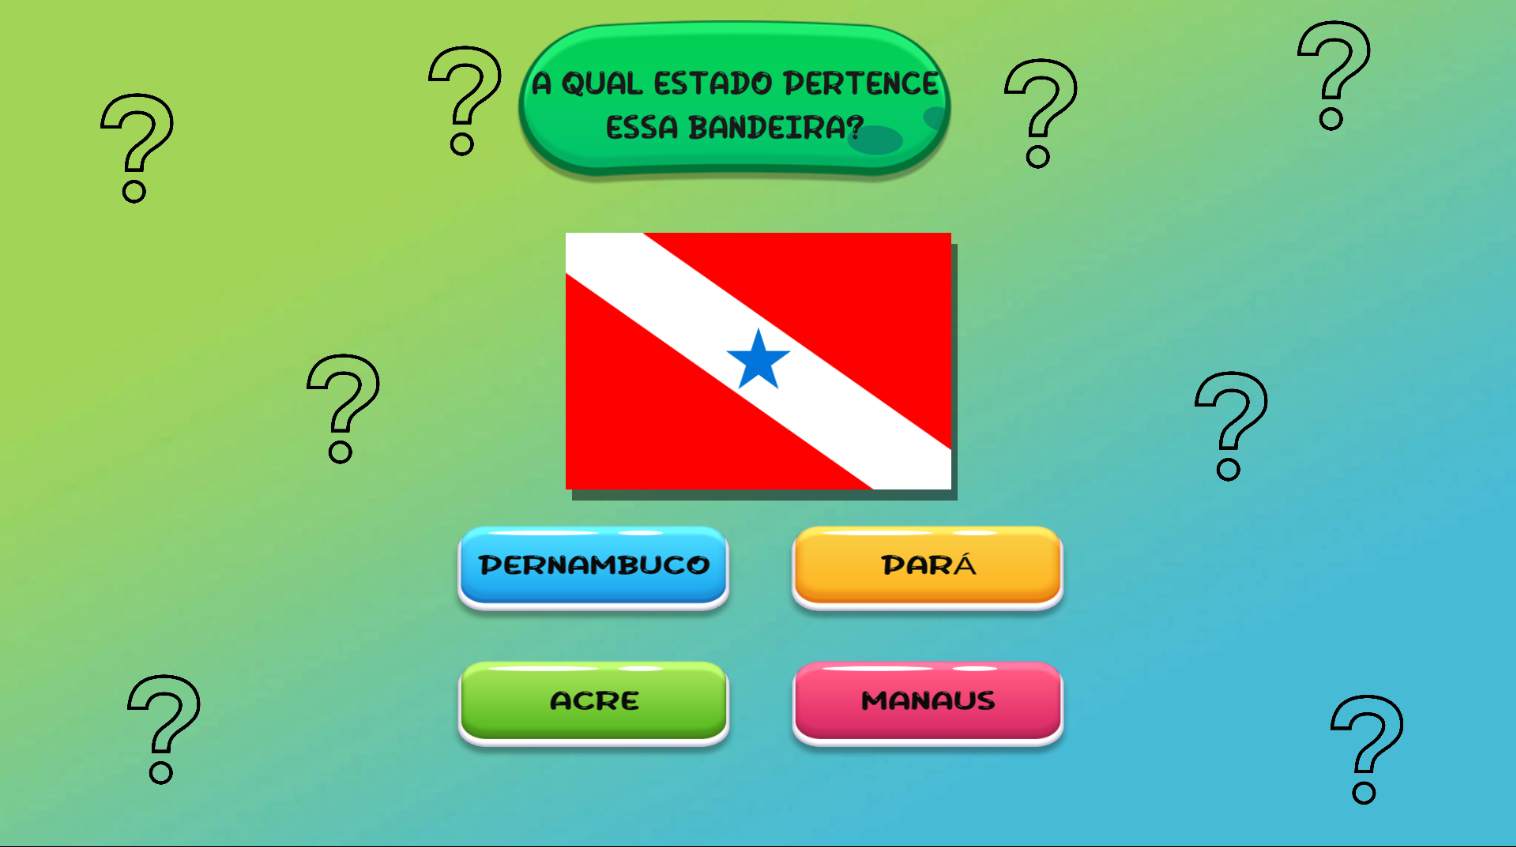 A QUAL ESTADO PERTENCE
ESSA BANDEIRA?
PERNAMBUCO
PARÁ
ACRE
MANAUS